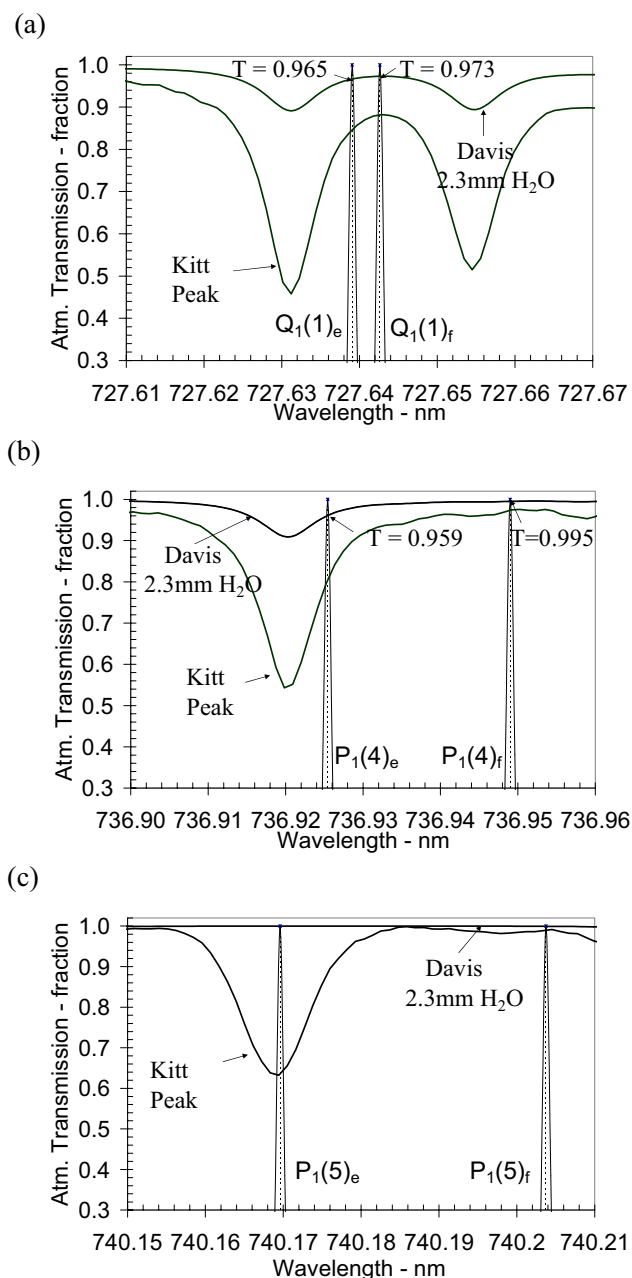 (a)
T = 0.965
T = 0.973
Davis
2.3mm H₂O
Kitt
Peak
Q₁(1)ₑ
Q₁(1)f
Atm. Transmission - fraction
1.0
0.9
0.8
0.7
0.6
0.5
0.4
0.3
727.61 727.62 727.63 727.64 727.65 727.66 727.67
Wavelength - nm
(b)
Davis
2.3mm H₂O
T = 0.959
T=0.995
Kitt
Peak
P₁(4)ₑ
P₁(4)f
Atm. Transmission - fraction
1.0
0.9
0.8
0.7
0.6
0.5
0.4
0.3
736.90 736.91 736.92 736.93 736.94 736.95 736.96
Wavelength - nm
(c)
Davis
2.3mm H₂O
Kitt
Peak
P₁(5)ₑ
P₁(5)f
Atm. Transmission - fraction
1.0
0.9
0.8
0.7
0.6
0.5
0.4
0.3
740.15 740.16 740.17 740.18 740.19 740.2 740.21
Wavelength - nm